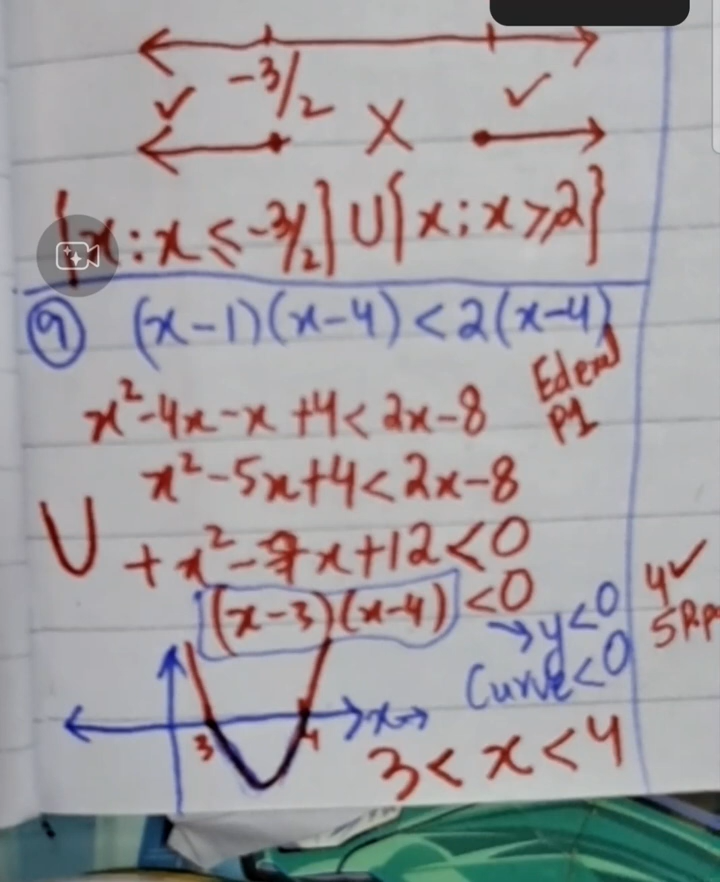 -3/2
✓ X ✓
{x : x ≤ -3/2} ∪ {x ; x ≥ 2}
9 (x-1)(x-4) < 2(x-4)
x²-4x-x+4 < 2x-8
P1
x²-5x+4 < 2x-8
∪ + x²-7x+12 < 0
(x-3)(x-4) < 0
4 ✓
→ y < 0
Curve < 0
x→
3 4
3 < x < 4